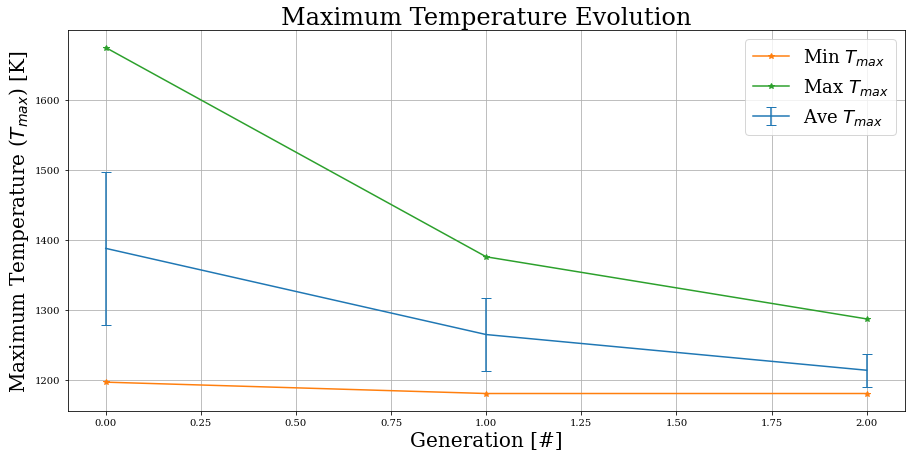 Maximum Temperature Evolution
Min T_max
Max T_max
Ave T_max
Maximum Temperature (T_max) [K]
1600
1500
1400
1300
1200
0.00 0.25 0.50 0.75 1.00 1.25 1.50 1.75 2.00
Generation [#]